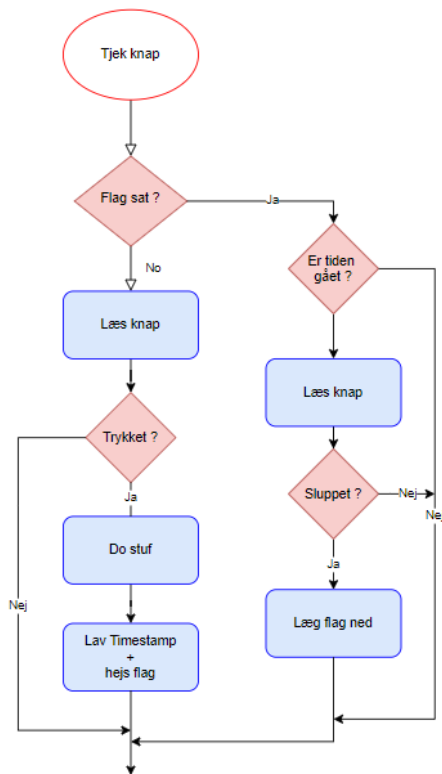 Tjek knap
Flag sat ?
Ja
Er tiden
gået ?
No
Læs knap
Læs knap
Trykket ?
Sluppet ?
Nej
Nej
Ja
Do stuf
Ja
Nej
Læg flag ned
Lav Timestamp
+
hejs flag